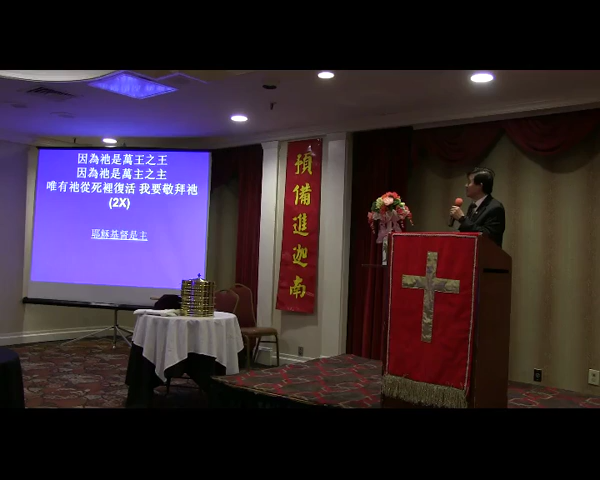 因為祂是萬王之王
因為祂是萬主之主
唯有祂從死裡復活 我要敬拜祂
(2X)
耶穌基督是主
預備進迦南